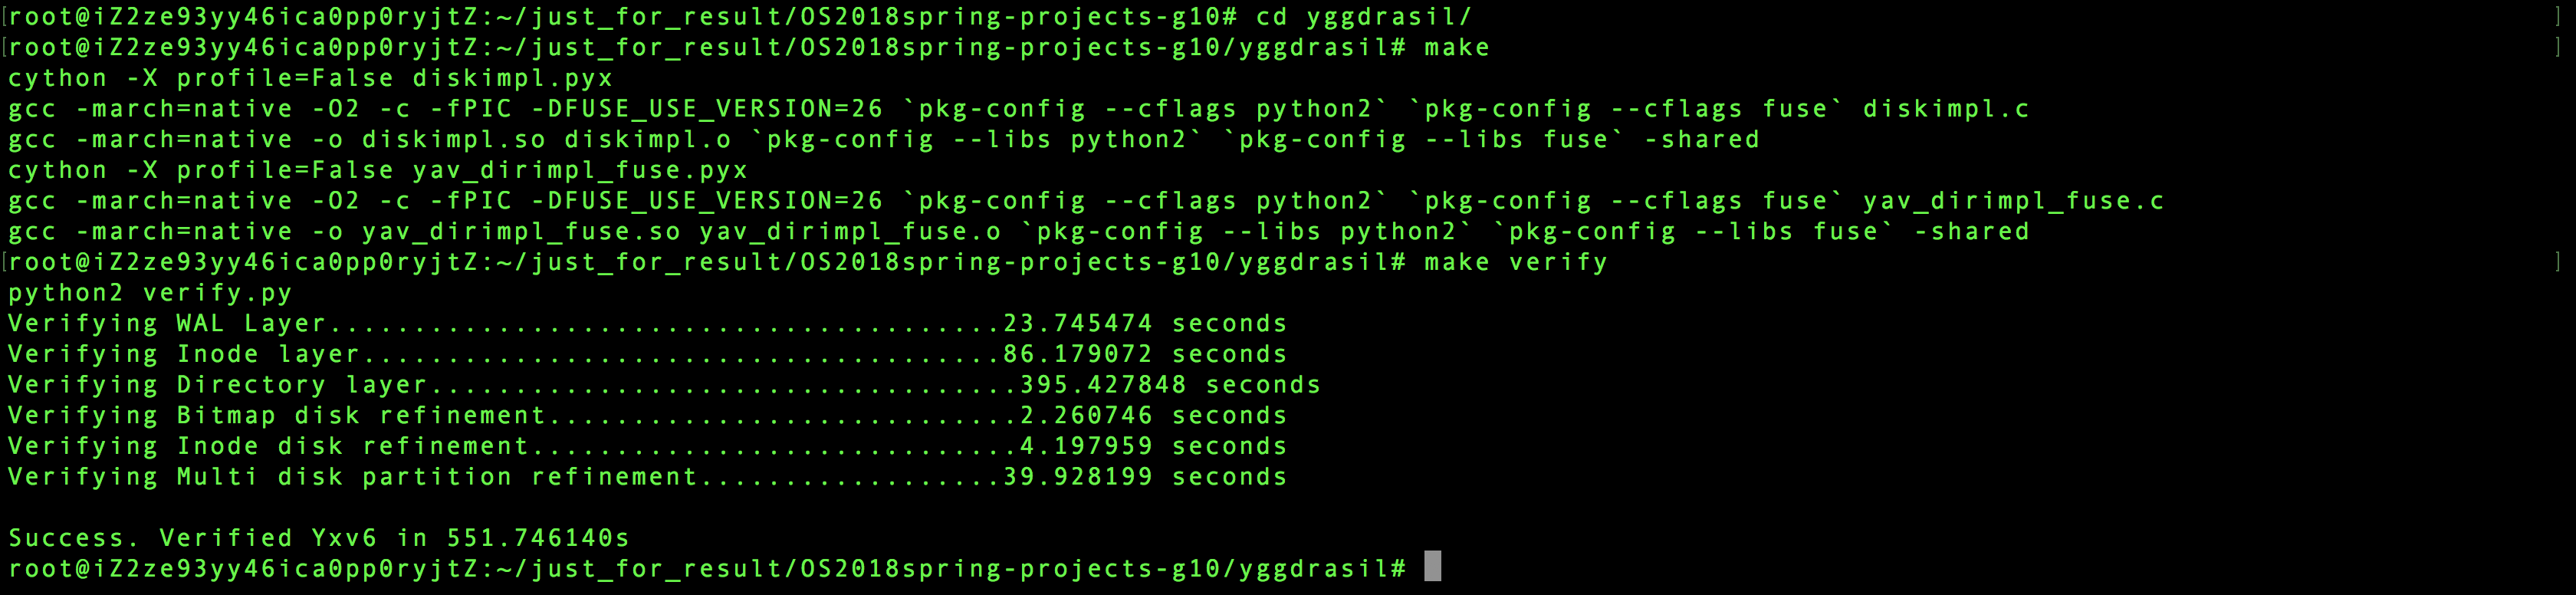 [root@iZ2ze93yy46ica0pp0ryjtZ:~/just_for_result/OS2018spring-projects-g10# cd yggdrasil/ ]
[root@iZ2ze93yy46ica0pp0ryjtZ:~/just_for_result/OS2018spring-projects-g10/yggdrasil# make ]
cython -X profile=False diskimpl.pyx
gcc -march=native -O2 -c -fPIC -DFUSE_USE_VERSION=26 `pkg-config --cflags python2` `pkg-config --cflags fuse` diskimpl.c
gcc -march=native -o diskimpl.so diskimpl.o `pkg-config --libs python2` `pkg-config --libs fuse` -shared
cython -X profile=False yav_dirimpl_fuse.pyx
gcc -march=native -O2 -c -fPIC -DFUSE_USE_VERSION=26 `pkg-config --cflags python2` `pkg-config --cflags fuse` yav_dirimpl_fuse.c
gcc -march=native -o yav_dirimpl_fuse.so yav_dirimpl_fuse.o `pkg-config --libs python2` `pkg-config --libs fuse` -shared
[root@iZ2ze93yy46ica0pp0ryjtZ:~/just_for_result/OS2018spring-projects-g10/yggdrasil# make verify ]
python2 verify.py
Verifying WAL Layer........................................23.745474 seconds
Verifying Inode layer......................................86.179072 seconds
Verifying Directory layer...................................395.427848 seconds
Verifying Bitmap disk refinement............................2.260746 seconds
Verifying Inode disk refinement.............................4.197959 seconds
Verifying Multi disk partition refinement..................39.928199 seconds

Success. Verified Yxv6 in 551.746140s
root@iZ2ze93yy46ica0pp0ryjtZ:~/just_for_result/OS2018spring-projects-g10/yggdrasil#